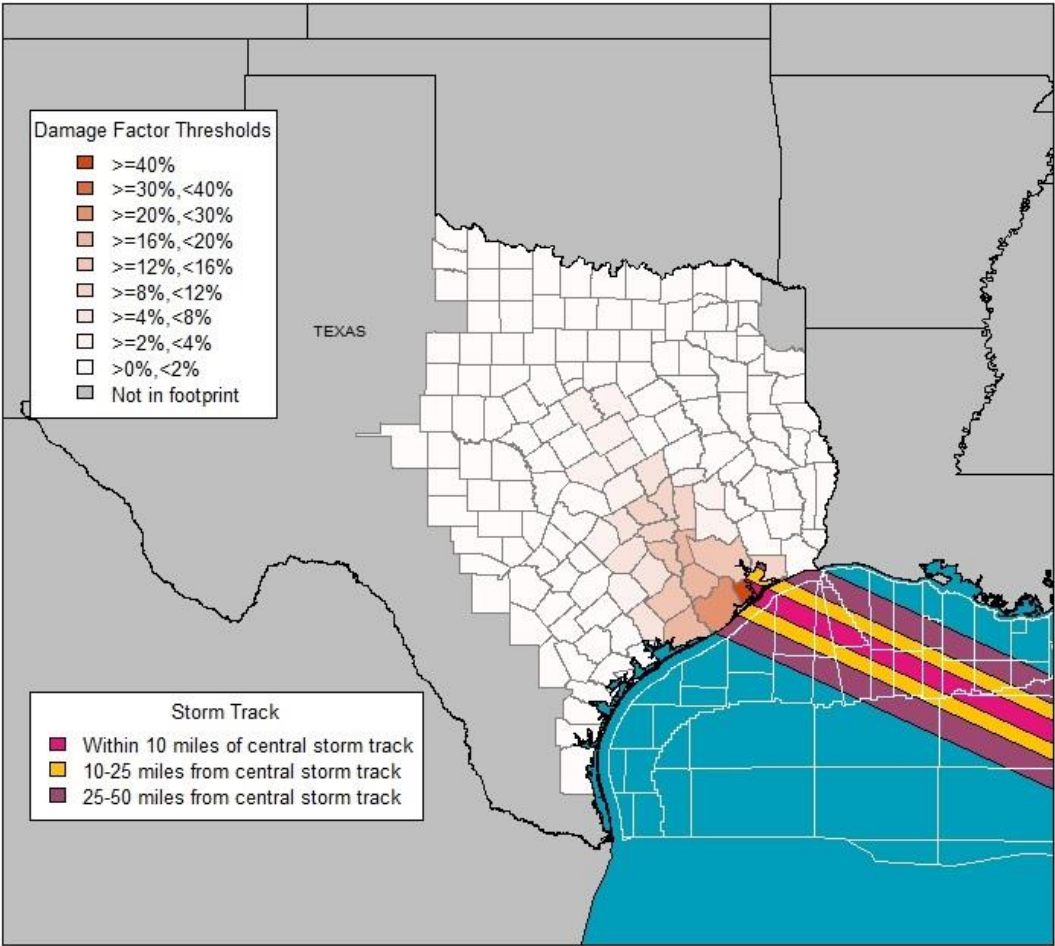 Damage Factor Thresholds
>=40%
>=30%,<40%
>=20%,<30%
>=16%,<20%
>=12%,<16%
>=8%,<12%
>=4%,<8%
>=2%,<4%
>0%,<2%
Not in footprint
TEXAS
Storm Track
Within 10 miles of central storm track
10-25 miles from central storm track
25-50 miles from central storm track